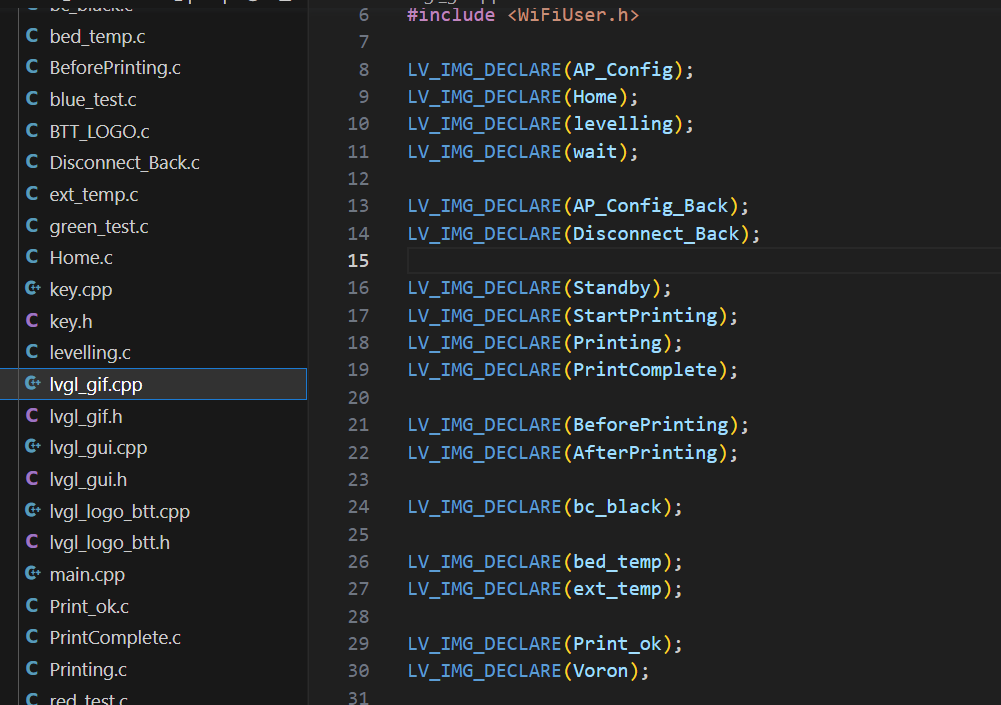 bc_black.c
bed_temp.c
BeforePrinting.c
blue_test.c
BTT_LOGO.c
Disconnect_Back.c
ext_temp.c
green_test.c
Home.c
key.cpp
key.h
levelling.c
lvgl_gif.cpp
lvgl_gif.h
lvgl_gui.cpp
lvgl_gui.h
lvgl_logo_btt.cpp
lvgl_logo_btt.h
main.cpp
Print_ok.c
PrintComplete.c
Printing.c
red_test.c
6 #include <WiFiUser.h>
7
8 LV_IMG_DECLARE(AP_Config);
9 LV_IMG_DECLARE(Home);
10 LV_IMG_DECLARE(levelling);
11 LV_IMG_DECLARE(wait);
12
13 LV_IMG_DECLARE(AP_Config_Back);
14 LV_IMG_DECLARE(Disconnect_Back);
15
16 LV_IMG_DECLARE(Standby);
17 LV_IMG_DECLARE(StartPrinting);
18 LV_IMG_DECLARE(Printing);
19 LV_IMG_DECLARE(PrintComplete);
20
21 LV_IMG_DECLARE(BeforePrinting);
22 LV_IMG_DECLARE(AfterPrinting);
23
24 LV_IMG_DECLARE(bc_black);
25
26 LV_IMG_DECLARE(bed_temp);
27 LV_IMG_DECLARE(ext_temp);
28
29 LV_IMG_DECLARE(Print_ok);
30 LV_IMG_DECLARE(Voron);
31